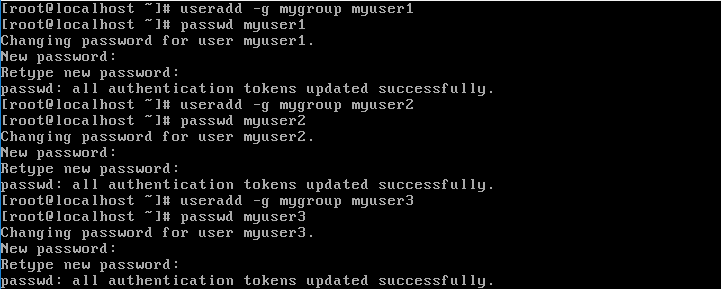 [root@localhost ~]# useradd -g mygroup myuser1
[root@localhost ~]# passwd myuser1
Changing password for user myuser1.
New password:
Retype new password:
passwd: all authentication tokens updated successfully.
[root@localhost ~]# useradd -g mygroup myuser2
[root@localhost ~]# passwd myuser2
Changing password for user myuser2.
New password:
Retype new password:
passwd: all authentication tokens updated successfully.
[root@localhost ~]# useradd -g mygroup myuser3
[root@localhost ~]# passwd myuser3
Changing password for user myuser3.
New password:
Retype new password:
passwd: all authentication tokens updated successfully.